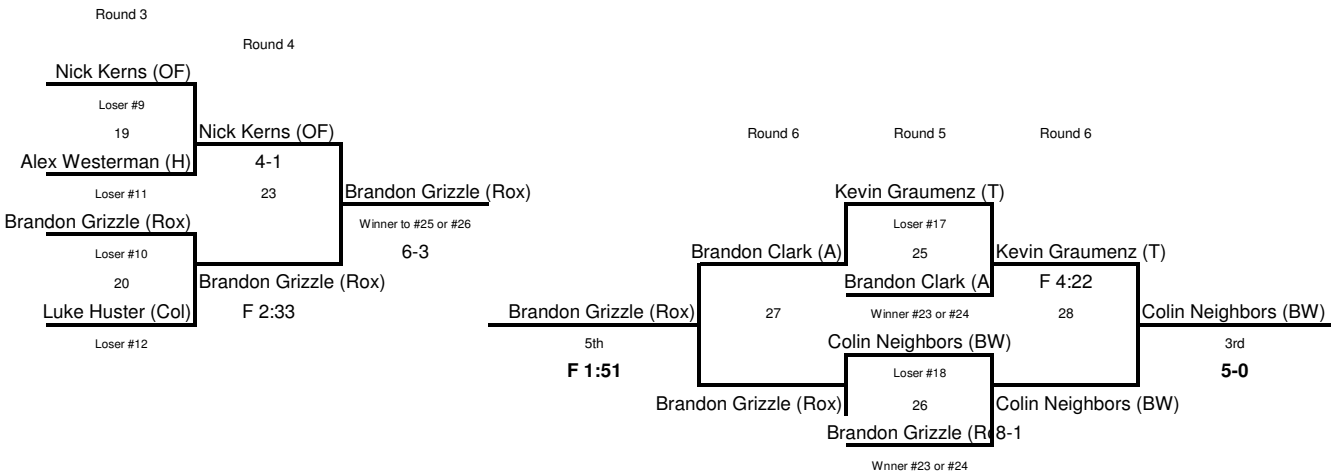 Round 3
Round 4
Nick Kerns (OF)
Loser #9
19
Nick Kerns (OF)
Alex Westerman (H)
4-1
Loser #11
23
Brandon Grizzle (Rox)
Brandon Grizzle (Rox)
Winner to #25 or #26
Loser #10
6-3
20
Brandon Grizzle (Rox)
Luke Huster (Col)
F 2:33
Loser #12
Round 6
Round 5
Round 6
Kevin Graumenz (T)
Loser #17
Brandon Clark (A)
25
Kevin Graumenz (T)
Brandon Clark (A
F 4:22
Brandon Grizzle (Rox)
27
Winner #23 or #24
28
Colin Neighbors (BW)
5th
Colin Neighbors (BW)
3rd
F 1:51
Loser #18
5-0
Brandon Grizzle (Rox)
26
Colin Neighbors (BW)
Brandon Grizzle (Ro
8-1
Wnner #23 or #24